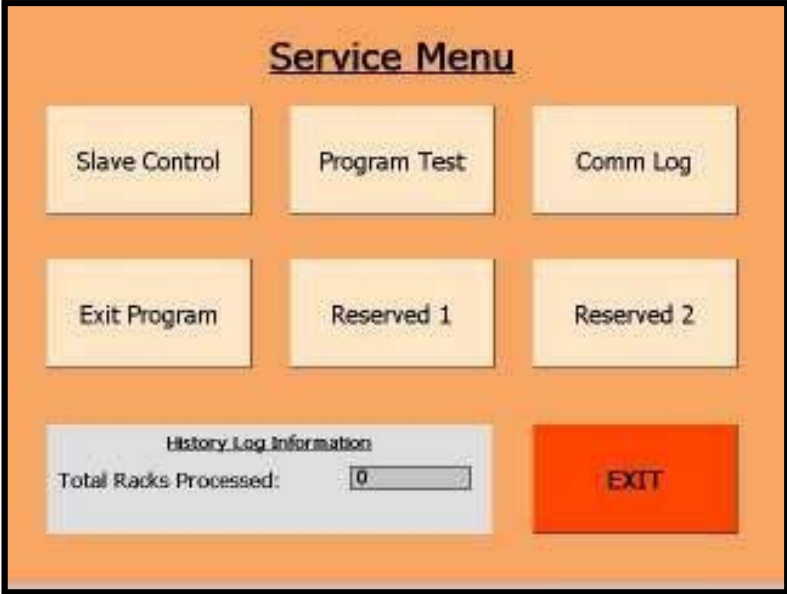 Service Menu
Slave Control
Program Test
Comm Log
Exit Program
Reserved 1
Reserved 2
History Log Information
Total Racks Processed: 0
EXIT